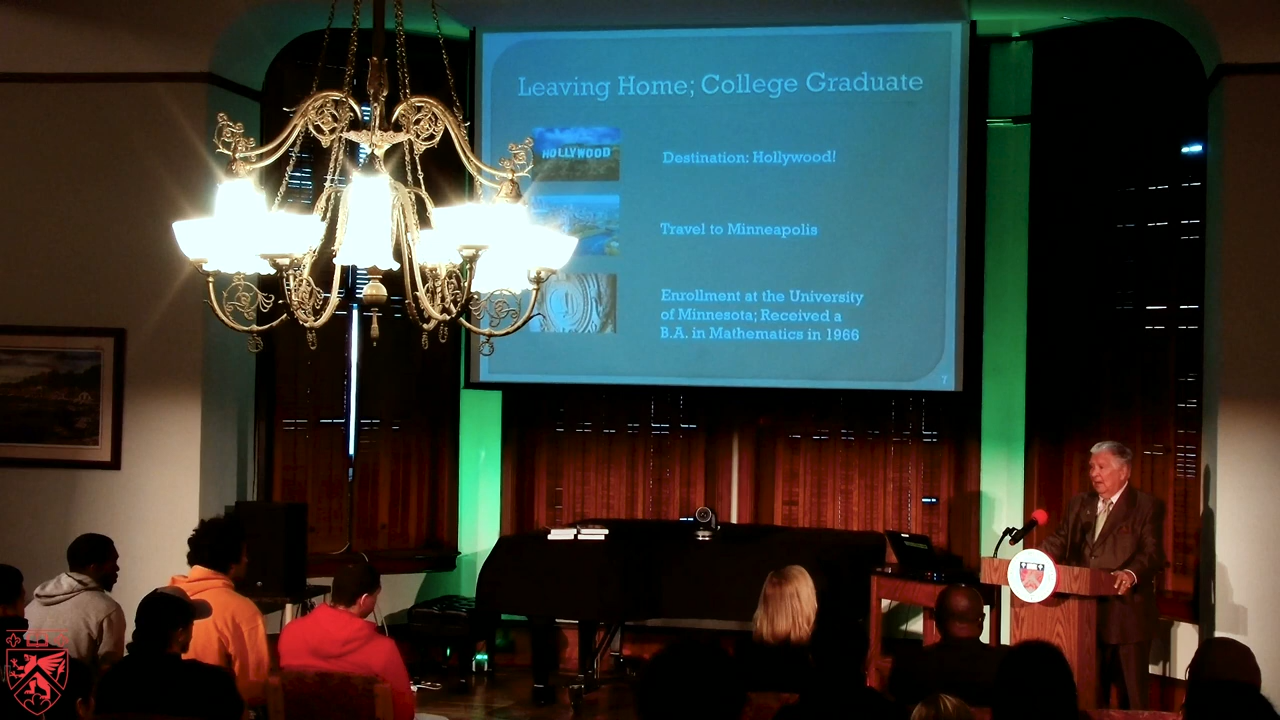 Leaving Home; College Graduate
HOLLYWOOD
Destination: Hollywood!
Travel to Minneapolis
Enrollment at the University
of Minnesota; Received a
B.A. in Mathematics in 1966
7